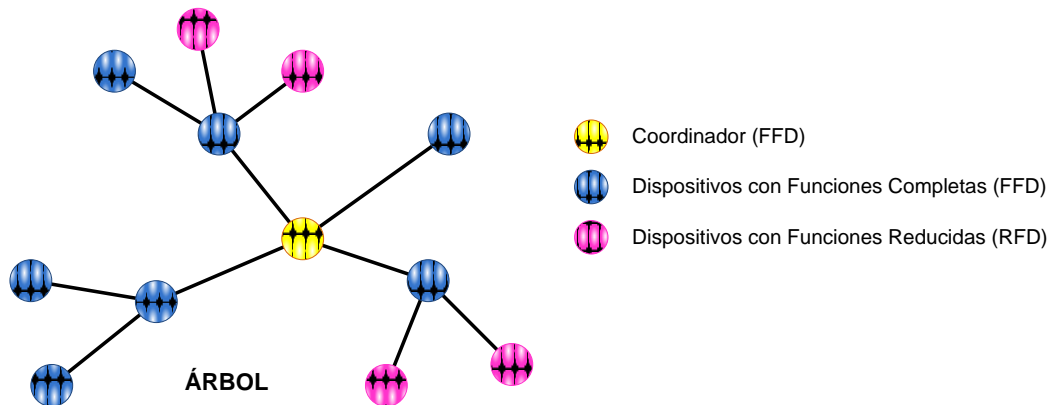 Coordinador (FFD)
Dispositivos con Funciones Completas (FFD)
Dispositivos con Funciones Reducidas (RFD)
ÁRBOL